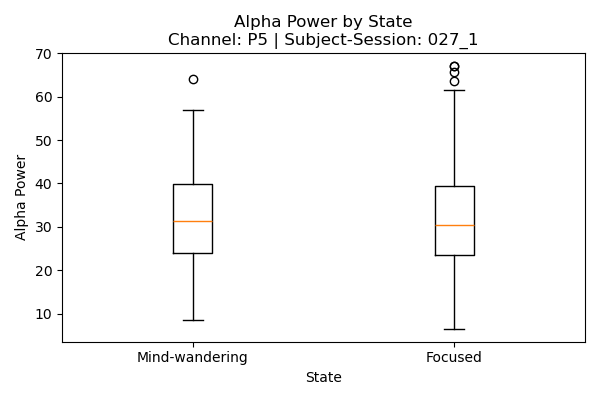 Alpha Power by State
Channel: P5 | Subject-Session: 027_1
Alpha Power
70
60
50
40
30
20
10
Mind-wandering
Focused
State